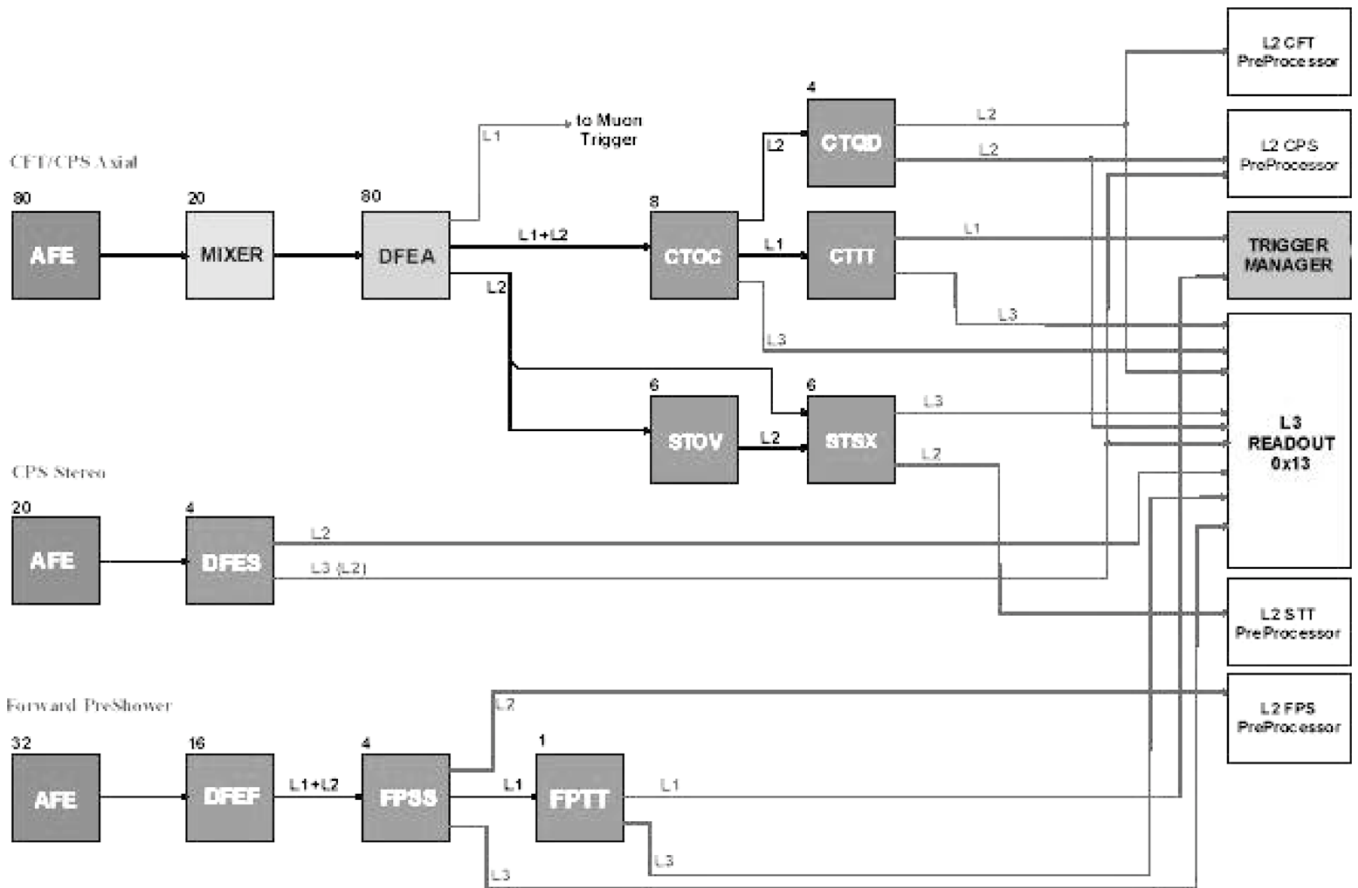 L2 CFT
PreProcessor
4
CTQD
L2
L2
L2
to Muon
Trigger
L1
L2 CPS
PreProcessor
CFT/CPS Axial
80
AFE
20
MIXER
80
DFEA
L1+L2
L2
8
CTOC
L1
L3
CTTT
L1
L3
TRIGGER
MANAGER
6
STOV
L2
6
STSX
L3
L2
L3
READOUT
0x13
CPS Stereo
20
AFE
4
DFES
L2
L3 (L2)
L2 STT
PreProcessor
Forward PreShower
32
AFE
16
DFEF
L1+L2
4
FPSS
L2
L1
L3
1
FPTT
L1
L3
L2 FPS
PreProcessor